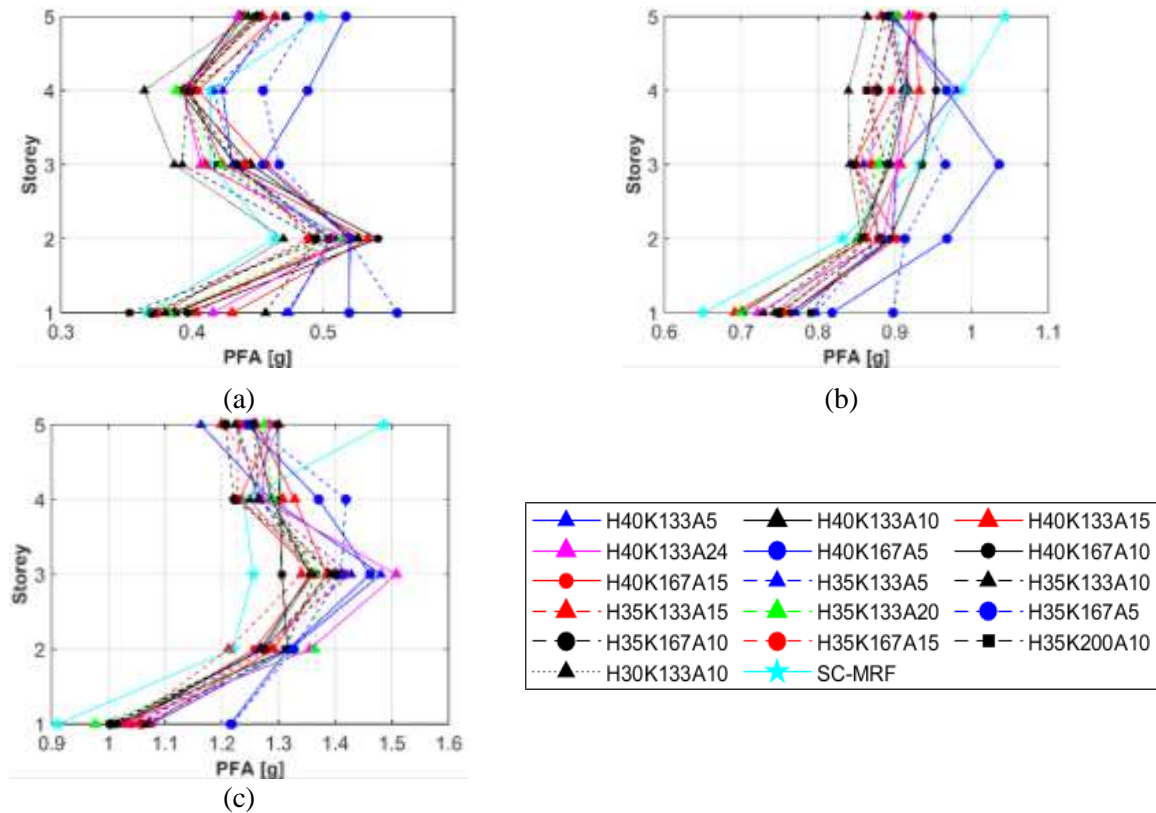 5
4
3
2
1
Storey
0.3
0.4
0.5
PFA [g]
(a)
5
4
3
2
1
Storey
0.6
0.7
0.8
0.9
1
1.1
PFA [g]
(b)
5
4
3
2
1
Storey
0.9
1
1.1
1.2
1.3
1.4
1.5
1.6
PFA [g]
(c)
H40K133A5 H40K133A10 H40K133A15
H40K133A24 H40K167A5 H40K167A10
H40K167A15 H35K133A5 H35K133A10
H35K133A15 H35K133A20 H35K167A5
H35K167A10 H35K167A15 H35K200A10
H30K133A10 SC-MRF